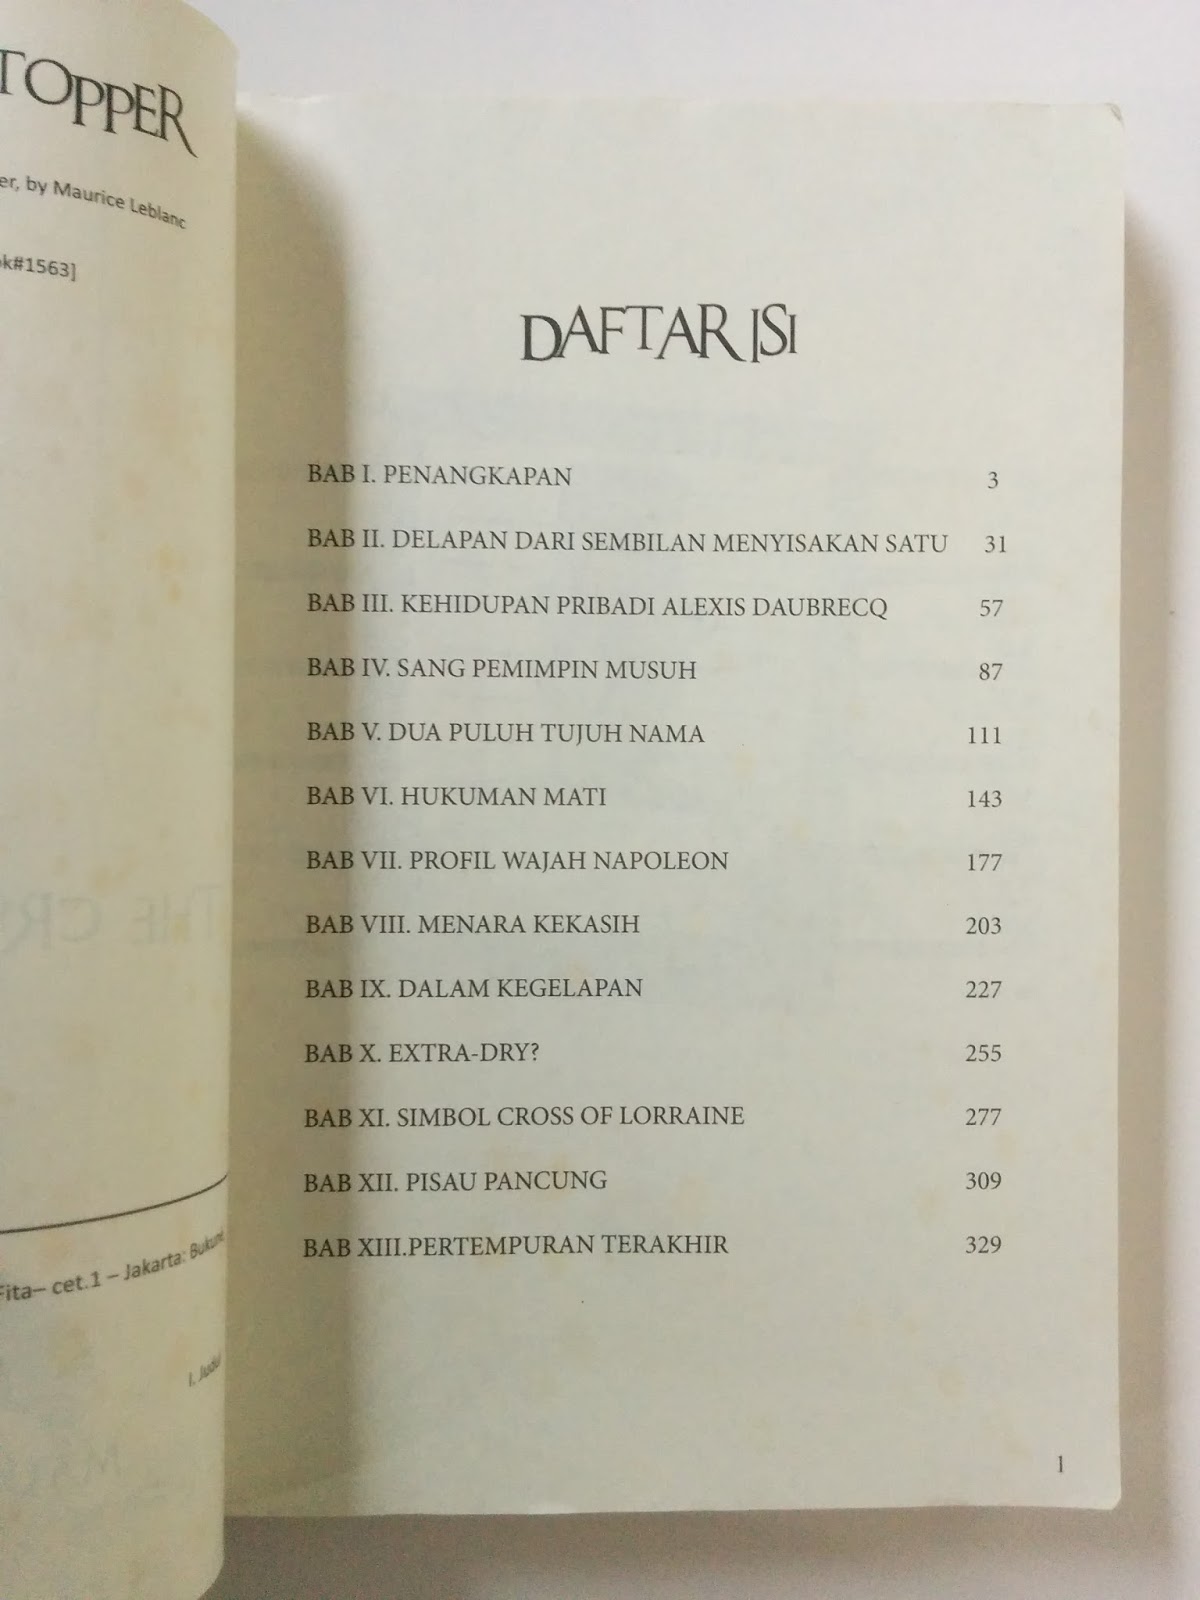 TOPPER
er, by Maurice Leblanc
ok#1563]
Fita– cet.1 – Jakarta: Bukune
I. Judul
DAFTAR ISI
BAB I. PENANGKAPAN 3
BAB II. DELAPAN DARI SEMBILAN MENYISAKAN SATU 31
BAB III. KEHIDUPAN PRIBADI ALEXIS DAUBRECQ 57
BAB IV. SANG PEMIMPIN MUSUH 87
BAB V. DUA PULUH TUJUH NAMA 111
BAB VI. HUKUMAN MATI 143
BAB VII. PROFIL WAJAH NAPOLEON 177
BAB VIII. MENARA KEKASIH 203
BAB IX. DALAM KEGELAPAN 227
BAB X. EXTRA-DRY? 255
BAB XI. SIMBOL CROSS OF LORRAINE 277
BAB XII. PISAU PANCUNG 309
BAB XIII.PERTEMPURAN TERAKHIR 329
1